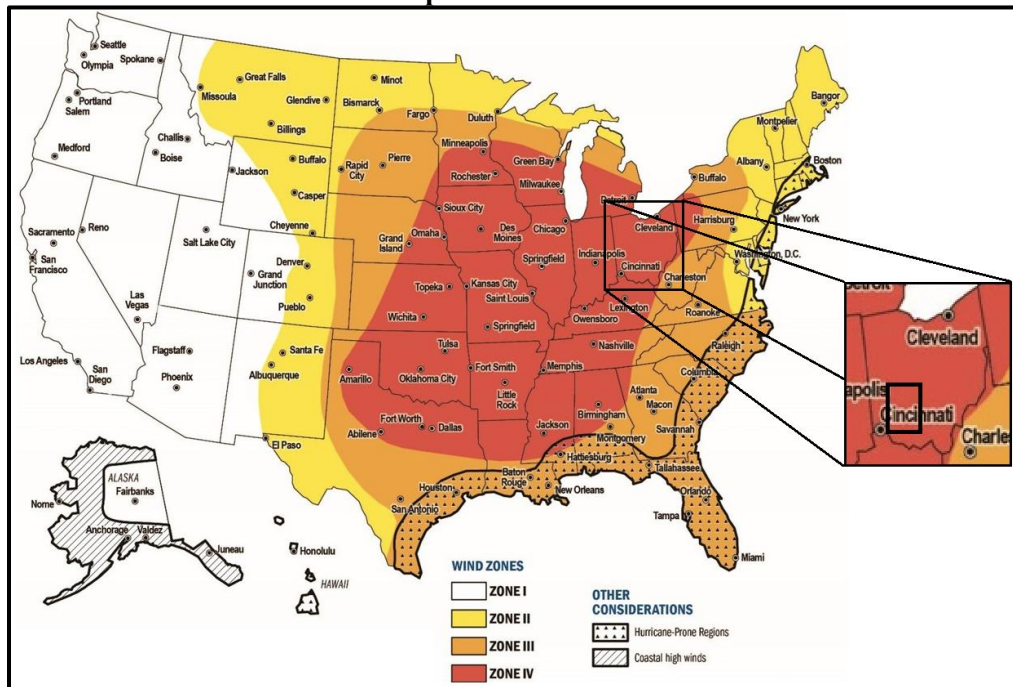 Seattle
Olympia
Spokane
Portland
Salem
Medford
Challis
Boise
Missoula
Great Falls
Glendive
Billings
Minot
Bismarck
Fargo
Duluth
Buffalo
Jackson
Casper
Rapid
City
Pierre
Minneapolis
Rochester
Green Bay
Milwaukee
Detroit
Buffalo
Albany
Montpelier
Bangor
Boston
New York
Harrisburg
Washington, D.C.
Sacramento
San
Francisco
Reno
Salt Lake City
Cheyenne
Denver
Grand
Junction
Pueblo
Grand
Island
Omaha
Sioux City
Des
Moines
Chicago
Springfield
Indianapolis
Cleveland
Cincinnati
Charleston
Las
Vegas
Los Angeles
San
Diego
Flagstaff
Phoenix
Santa Fe
Albuquerque
El Paso
Topeka
Kansas City
Saint Louis
Wichita
Springfield
Tulsa
Owensboro
Lexington
Roanoke
Raleigh
Columbia
Nashville
Memphis
Amarillo
Oklahoma City
Fort Smith
Little
Rock
Atlanta
Macon
Savannah
Birmingham
Montgomery
Abilene
Fort Worth
Dallas
Jackson
Hattiesburg
Tallahassee
Baton
Rouge
New Orleans
Houston
San Antonio
Orlando
Tampa
Miami
ALASKA
Fairbanks
Nome
Anchorage
Valdez
Juneau
Honolulu
HAWAII
troit
Cleveland
apolis
Cincinnati
Charles
WIND ZONES
ZONE I
ZONE II
ZONE III
ZONE IV
OTHER
CONSIDERATIONS
Hurricane-Prone Regions
Coastal high winds